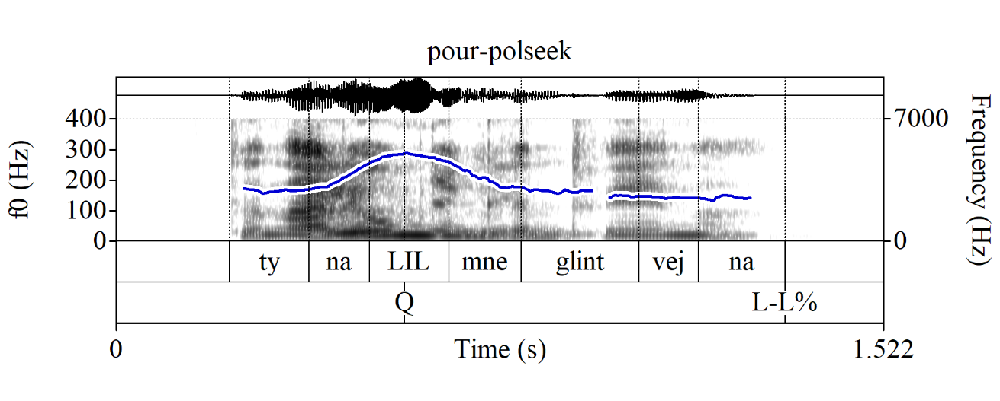 pour-polseek
400 7000
300
200
100
0 0
f0 (Hz)
Frequency (Hz)
ty na LIL mne glint vej na
Q L-L%
0 Time (s) 1.522